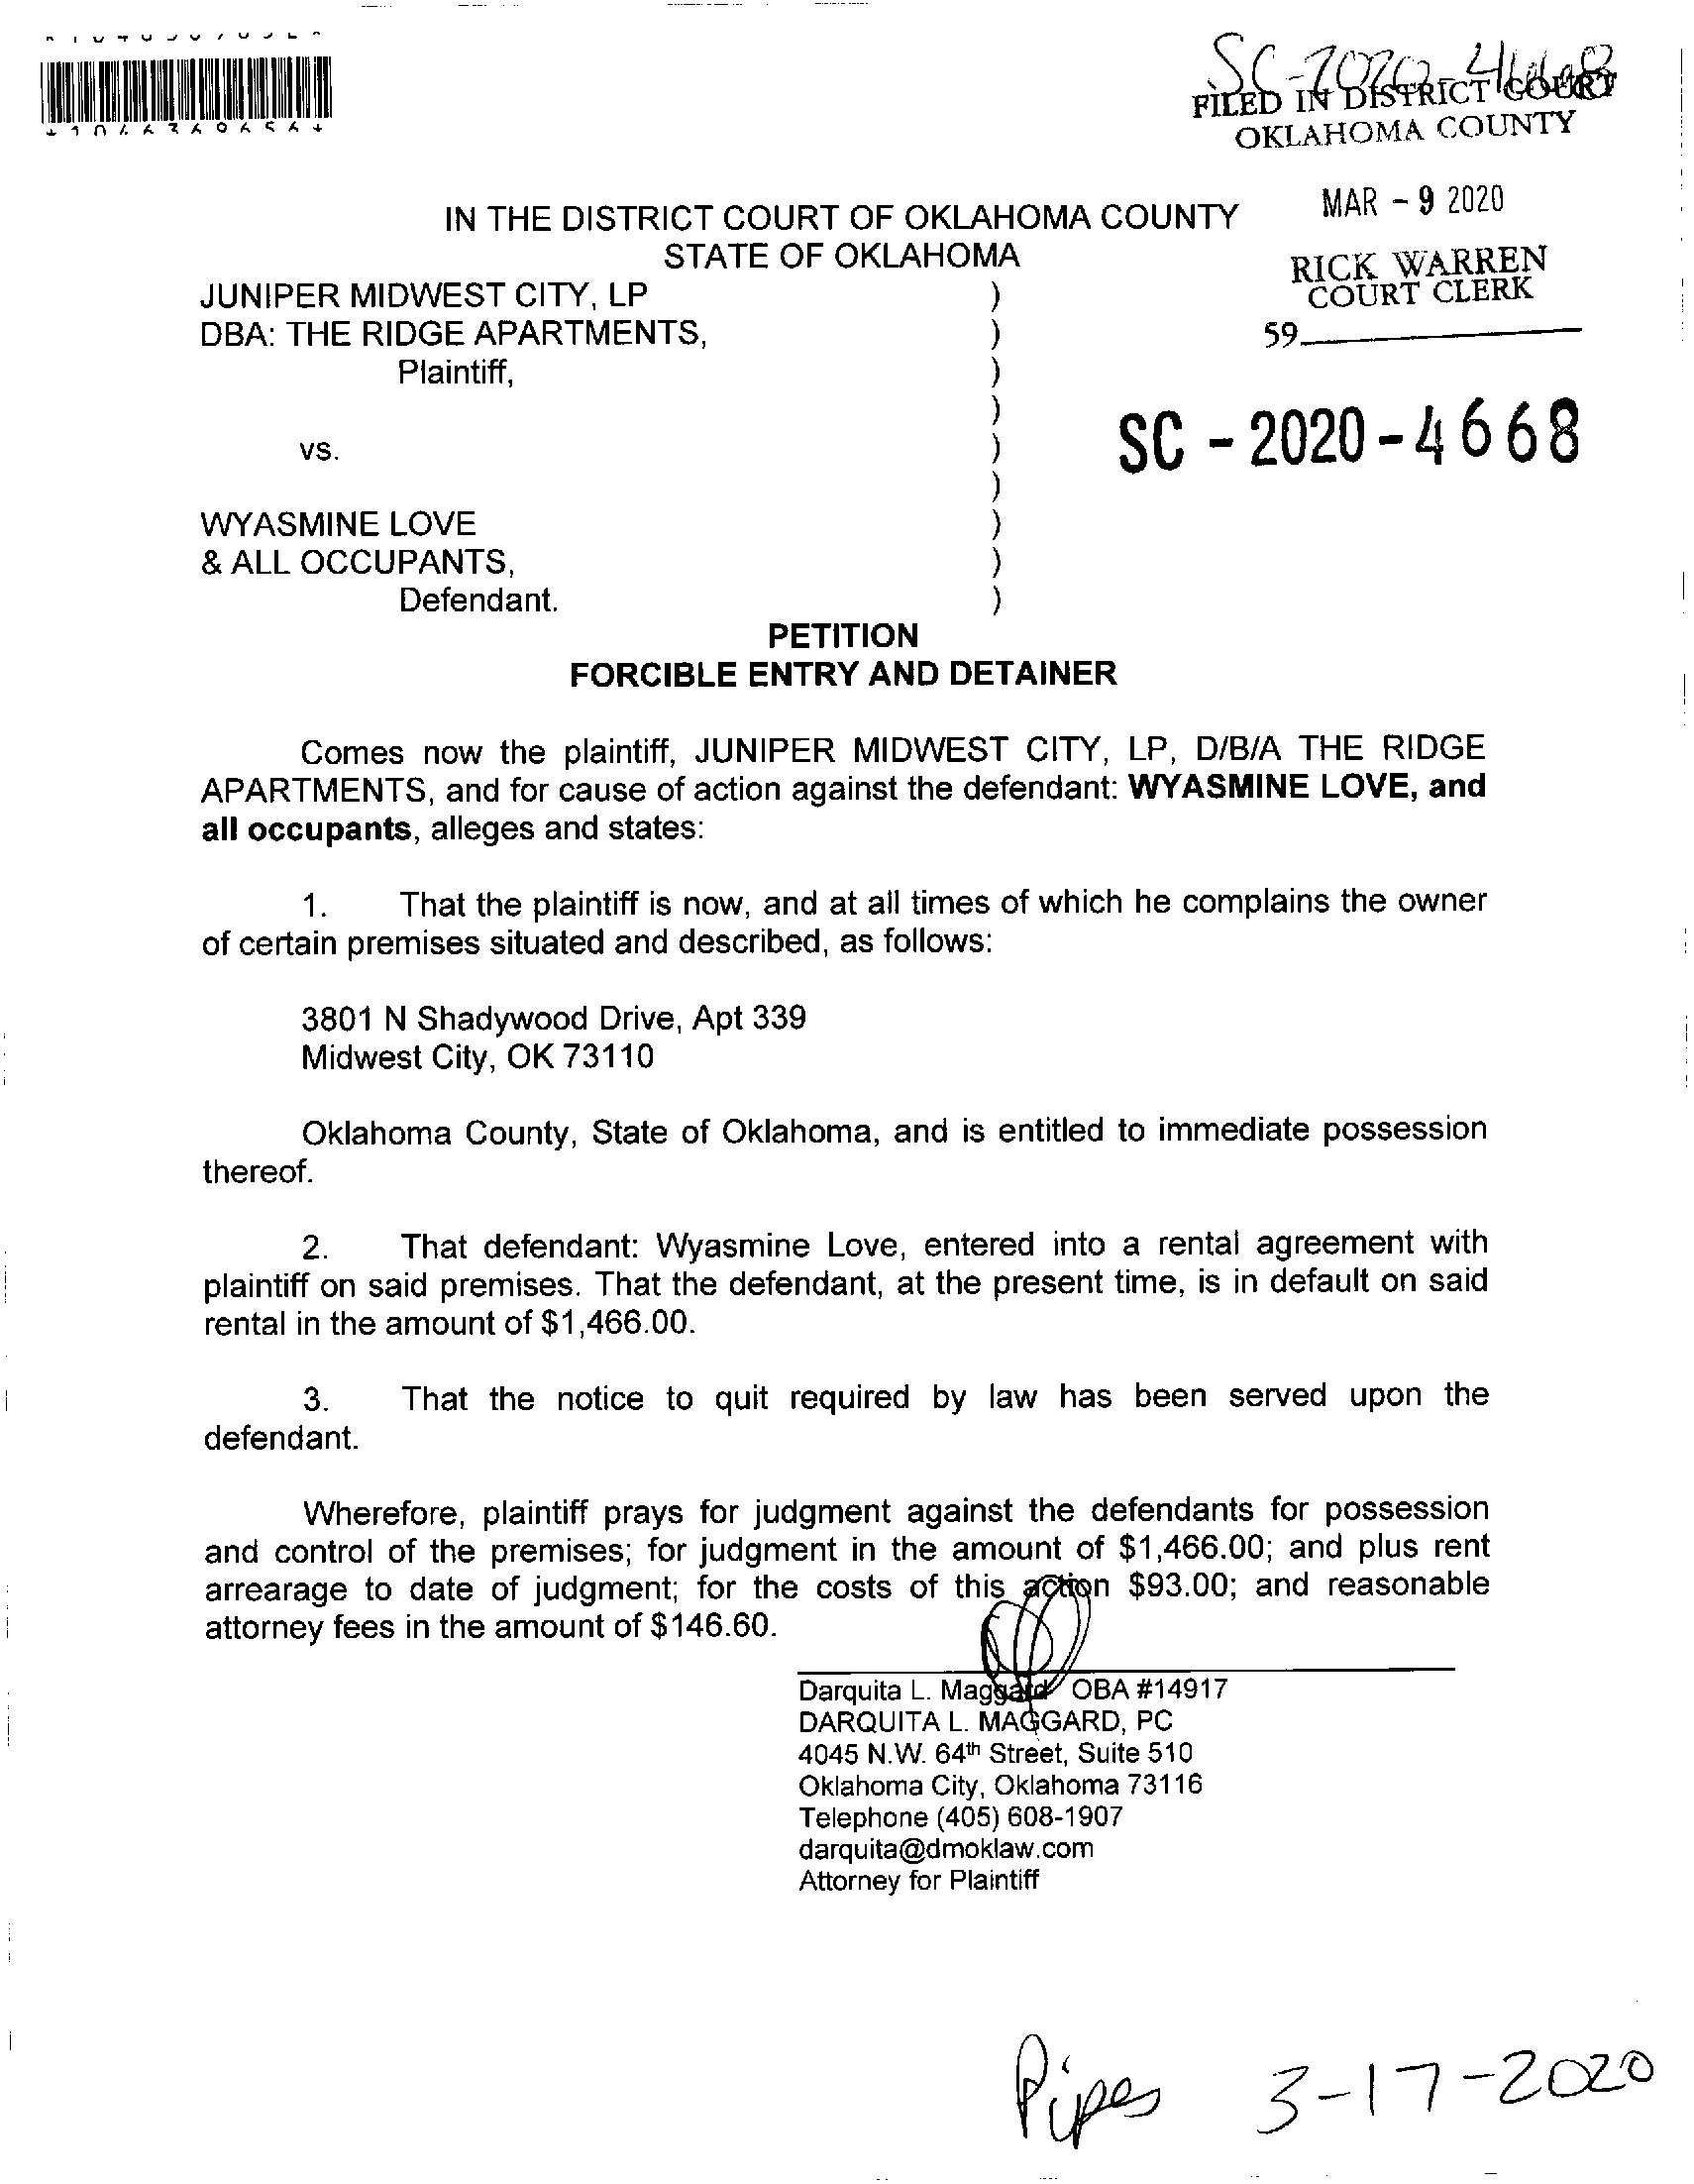 SC-2020-4668
FILED IN DISTRICT COURT
OKLAHOMA COUNTY
MAR - 9 2020
RICK WARREN
COURT CLERK
59
SC - 2020 - 4668
IN THE DISTRICT COURT OF OKLAHOMA COUNTY
STATE OF OKLAHOMA
JUNIPER MIDWEST CITY, LP )
DBA: THE RIDGE APARTMENTS, )
Plaintiff, )
)
vs. )
)
WYASMINE LOVE )
& ALL OCCUPANTS, )
Defendant. )
PETITION
FORCIBLE ENTRY AND DETAINER
Comes now the plaintiff, JUNIPER MIDWEST CITY, LP, D/B/A THE RIDGE
APARTMENTS, and for cause of action against the defendant: WYASMINE LOVE, and
all occupants, alleges and states:
1. That the plaintiff is now, and at all times of which he complains the owner
of certain premises situated and described, as follows:
3801 N Shadywood Drive, Apt 339
Midwest City, OK 73110
Oklahoma County, State of Oklahoma, and is entitled to immediate possession
thereof.
2. That defendant: Wyasmine Love, entered into a rental agreement with
plaintiff on said premises. That the defendant, at the present time, is in default on said
rental in the amount of $1,466.00.
3. That the notice to quit required by law has been served upon the
defendant.
Wherefore, plaintiff prays for judgment against the defendants for possession
and control of the premises; for judgment in the amount of $1,466.00; and plus rent
arrearage to date of judgment; for the costs of this action $93.00; and reasonable
attorney fees in the amount of $146.60.
Darquita L. Maggard OBA #14917
DARQUITA L. MAGGARD, PC
4045 N.W. 64th Street, Suite 510
Oklahoma City, Oklahoma 73116
Telephone (405) 608-1907
darquita@dmoklaw.com
Attorney for Plaintiff
Pipes 3-17-2020